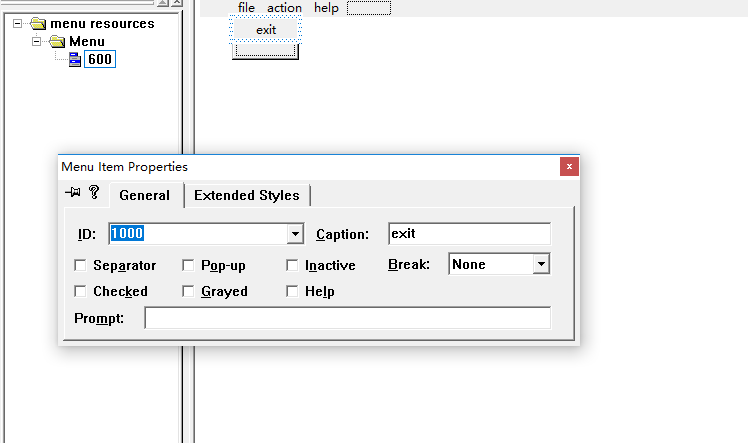 file action help
exit
menu resources
Menu
600
Menu Item Properties
x
? General Extended Styles
ID: 1000 Caption: exit
Separator Pop-up Inactive Break: None
Checked Grayed Help
Prompt: